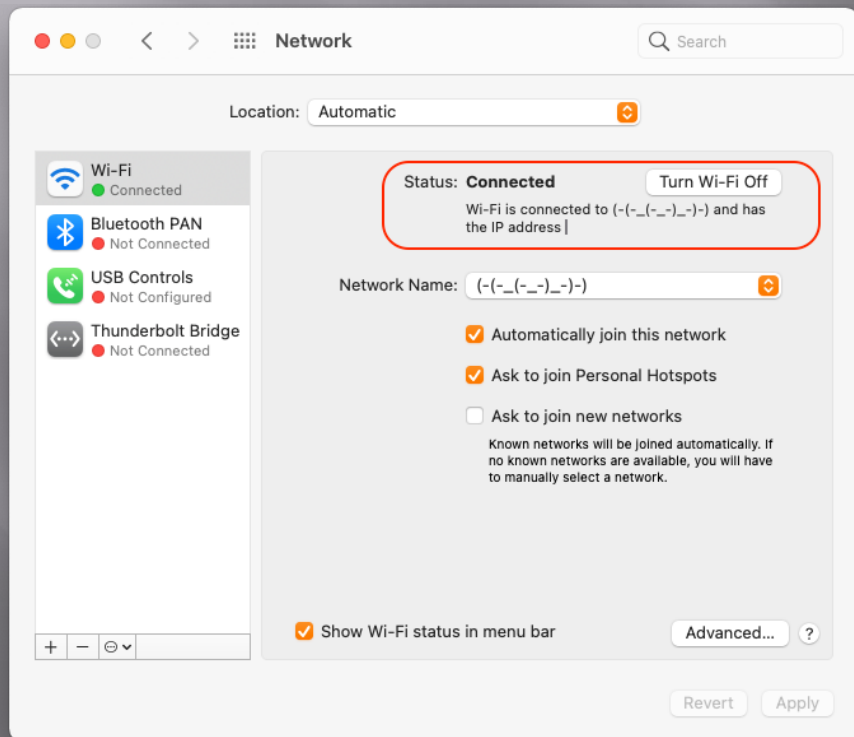 Network
Search
Location: Automatic
Wi-Fi
Connected
Bluetooth PAN
Not Connected
USB Controls
Not Configured
Thunderbolt Bridge
Not Connected
Status: Connected
Turn Wi-Fi Off
Wi-Fi is connected to (-(-_(-_-)_-)-) and has
the IP address
Network Name: (-(-_(-_-)_-)-)
Automatically join this network
Ask to join Personal Hotspots
Ask to join new networks
Known networks will be joined automatically. If
no known networks are available, you will have
to manually select a network.
Show Wi-Fi status in menu bar
Advanced... ?
Revert Apply